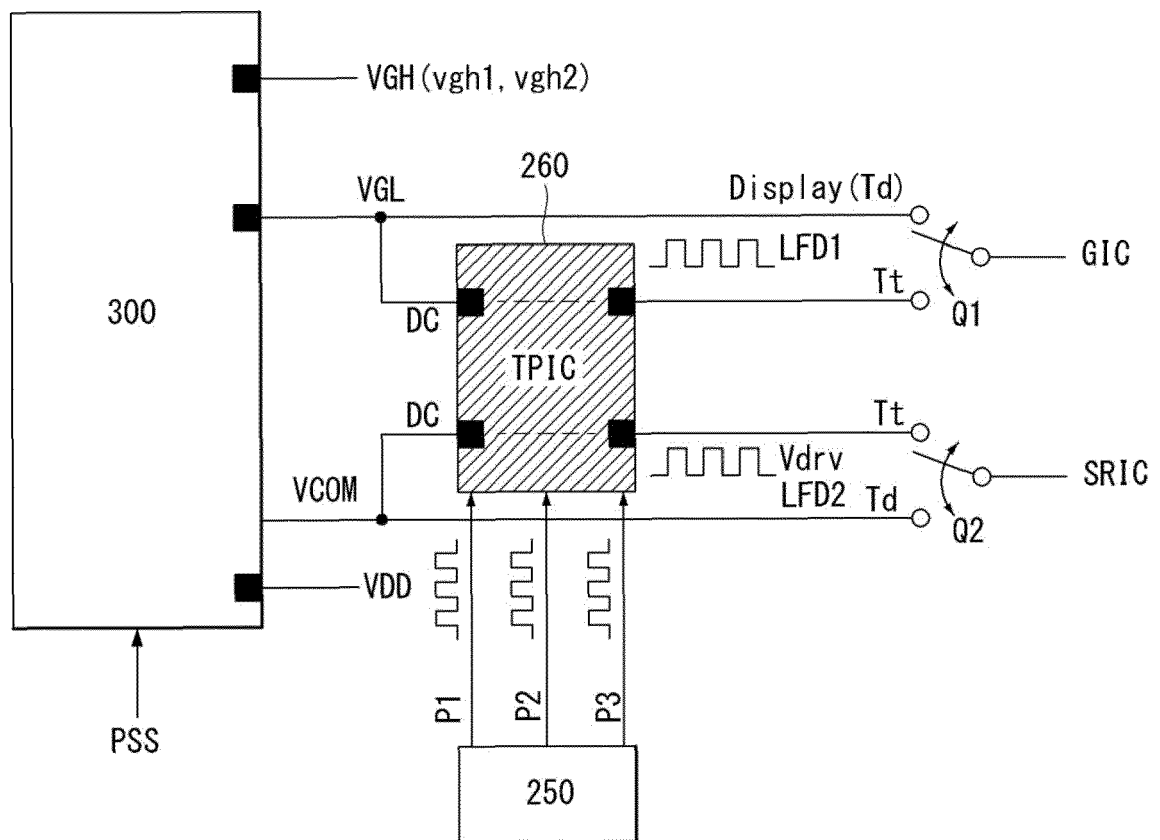 VGH(vgh1, vgh2)
260
VGL
Display(Td)
LFD1
GIC
300
DC
Tt
Q1
TPIC
DC
Tt
Vdrv
SRIC
VCOM
LFD2
Td
Q2
VDD
P1
P2
P3
PSS
250